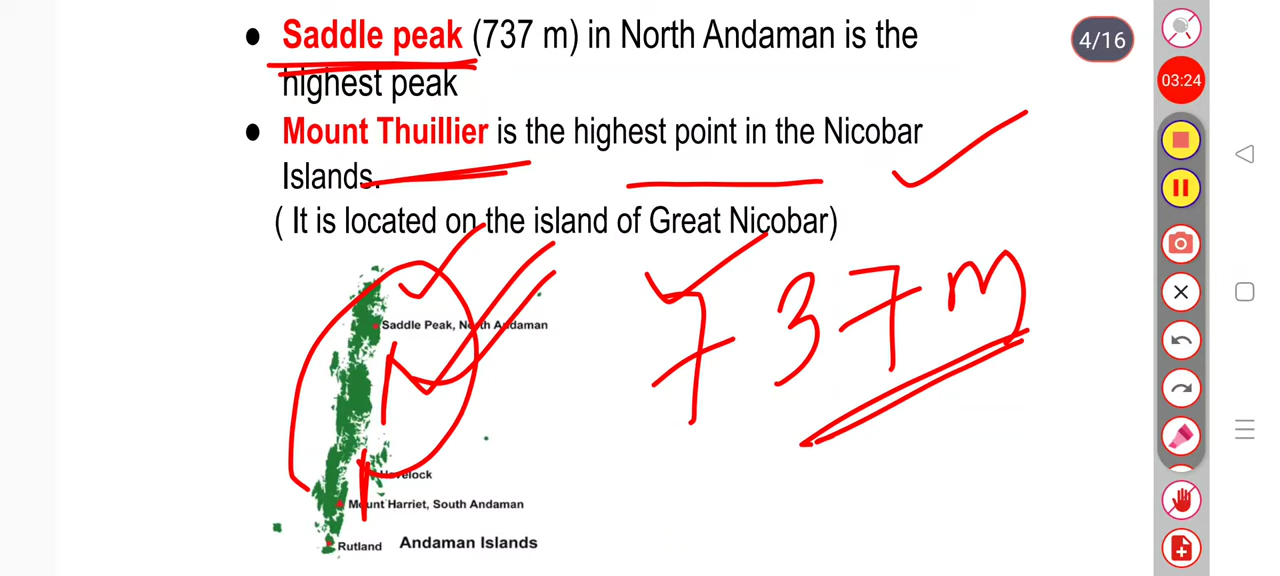 ● Saddle peak (737 m) in North Andaman is the
highest peak
● Mount Thuillier is the highest point in the Nicobar
Islands.
( It is located on the island of Great Nicobar)
4/16
03:24
737m
Saddle Peak, North Andaman
Havelock
Mount Harriet, South Andaman
Rutland
Andaman Islands